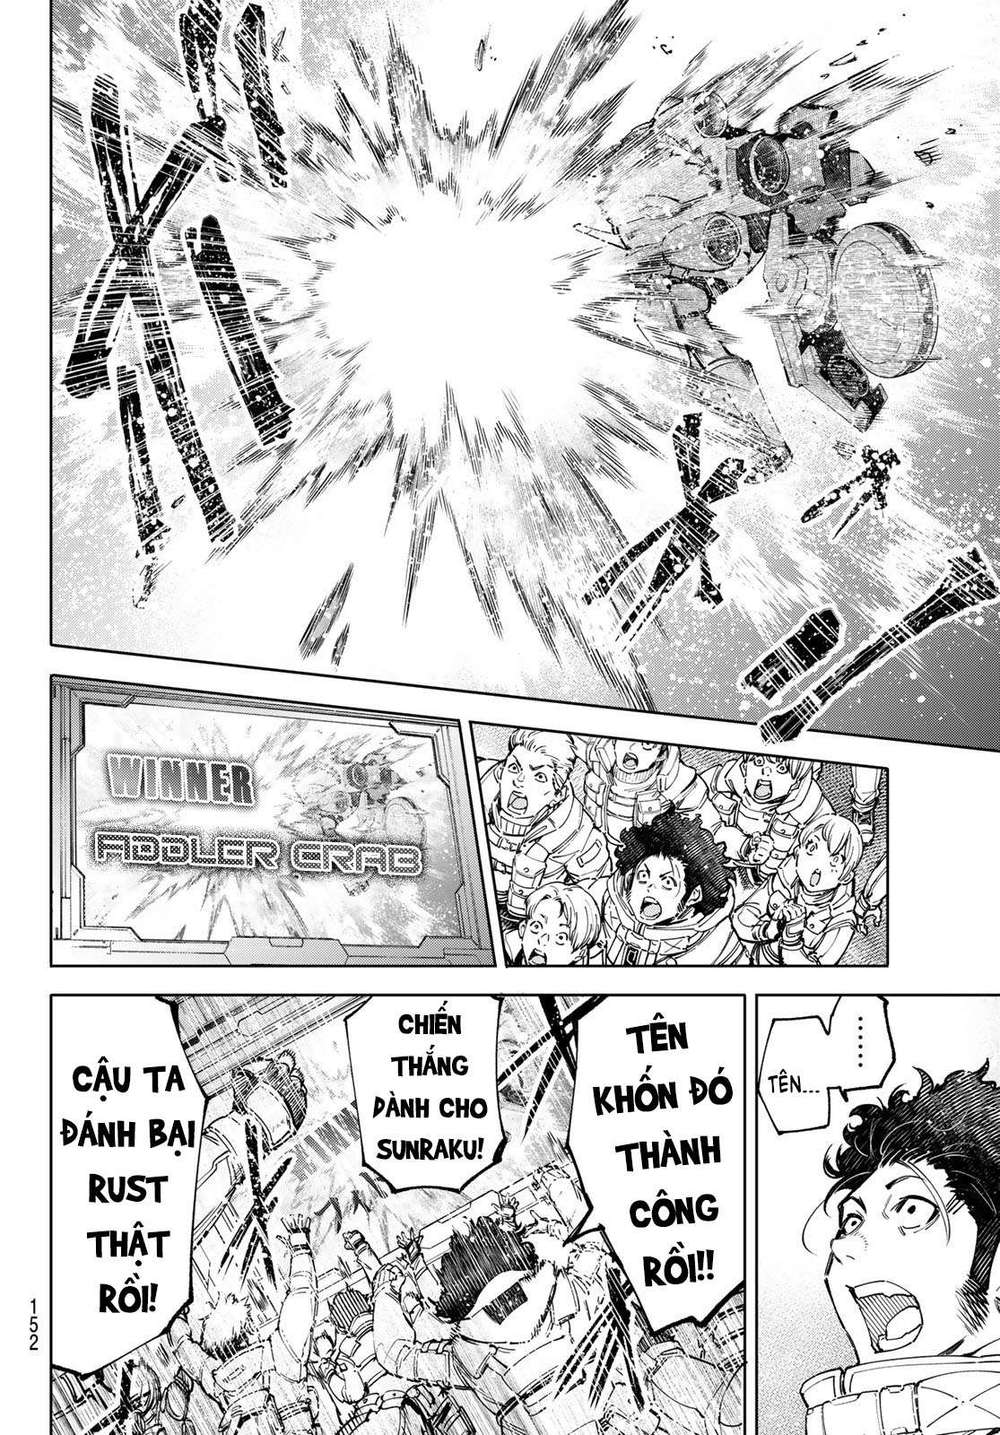 WINNER
FIDDLER CRAB
TÊN...
TÊN
KHỐN ĐÓ
THÀNH
CÔNG
RỒI!!
CHIẾN
THẮNG
DÀNH CHO
SUNRAKU!
CẬU TA
ĐÁNH BẠI
RUST
THẬT
RỒI!
152